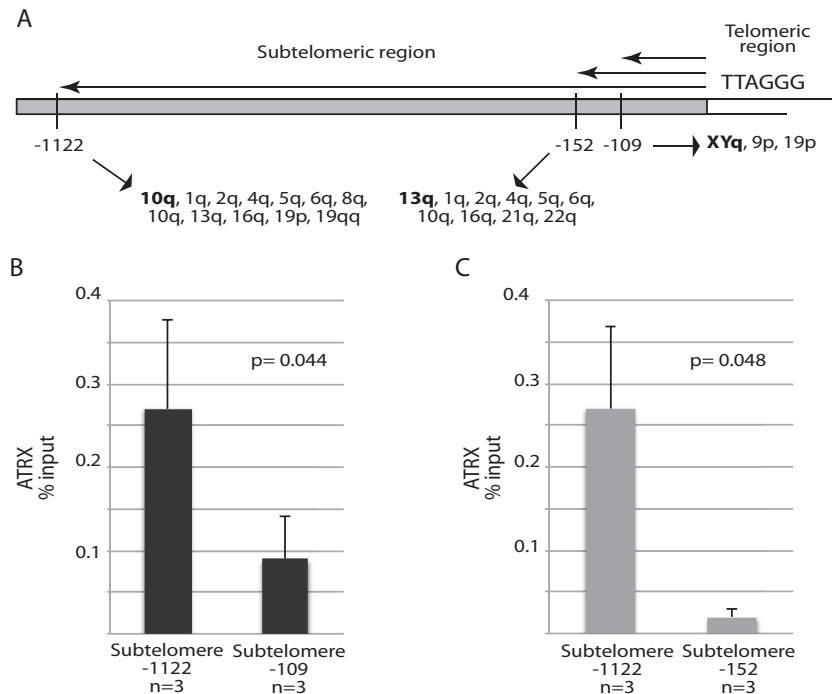 A
Subtelomeric region
Telomeric
region
TTAGGG
-1122
-152
-109
XYq, 9p, 19p
10q, 1q, 2q, 4q, 5q, 6q, 8q,
10q, 13q, 16q, 19p, 19qq
13q, 1q, 2q, 4q, 5q, 6q,
10q, 16q, 21q, 22q
B
0.4
0.3
0.2
0.1
ATRX
% input
p= 0.044
Subtelomere
-1122
n=3
Subtelomere
-109
n=3
C
0.4
0.3
0.2
0.1
ATRX
% input
p= 0.048
Subtelomere
-1122
n=3
Subtelomere
-152
n=3